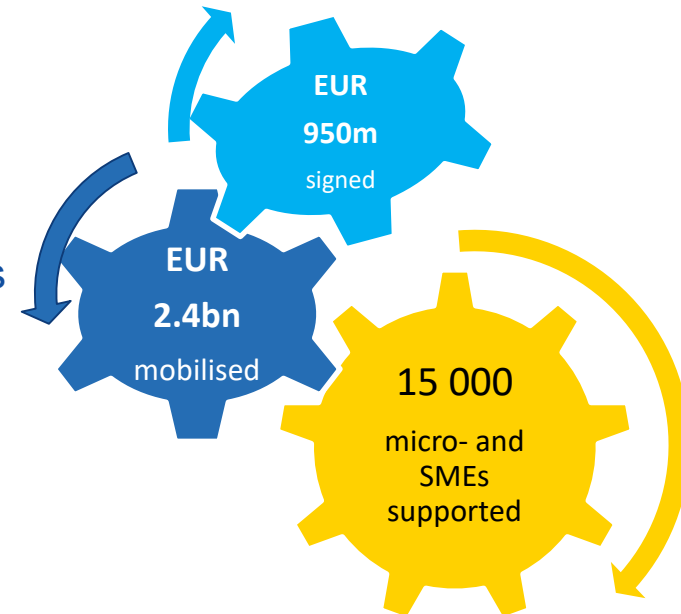 EUR
950m
signed
s
EUR
2.4bn
mobilised
15 000
micro- and
SMEs
supported